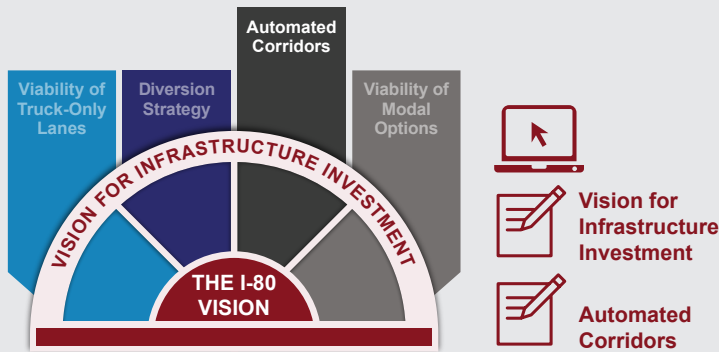 Automated
Corridors
Viability of
Truck-Only
Lanes
Diversion
Strategy
Viability of
Modal
Options
VISION FOR INFRASTRUCTURE INVESTMENT
THE I-80
VISION
Vision for
Infrastructure
Investment
Automated
Corridors